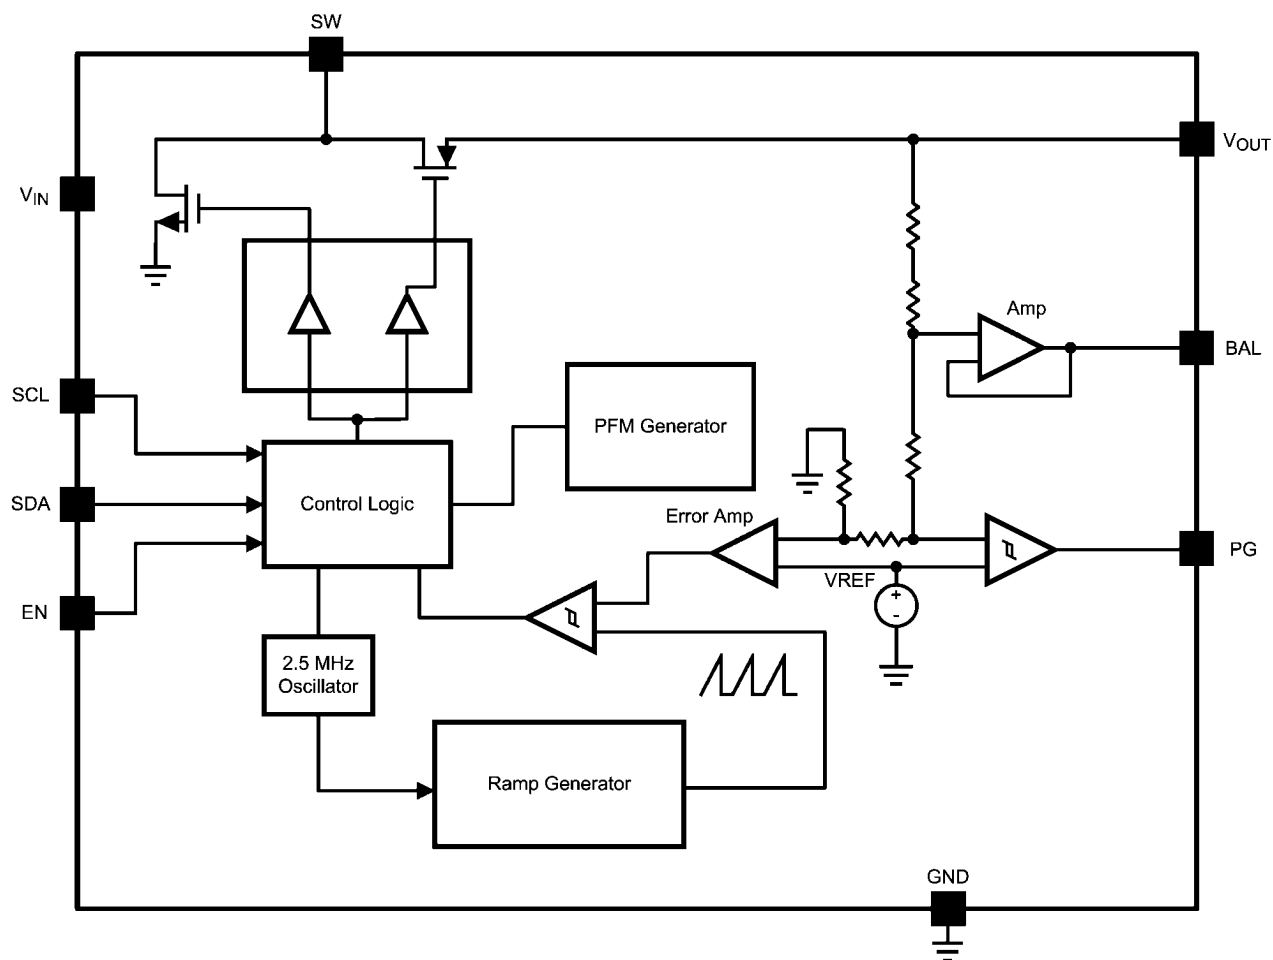 SW
VOUT
VIN
Amp
BAL
SCL
PFM Generator
SDA
Control Logic
Error Amp
PG
VREF
+
-
EN
2.5 MHz
Oscillator
Ramp Generator
GND